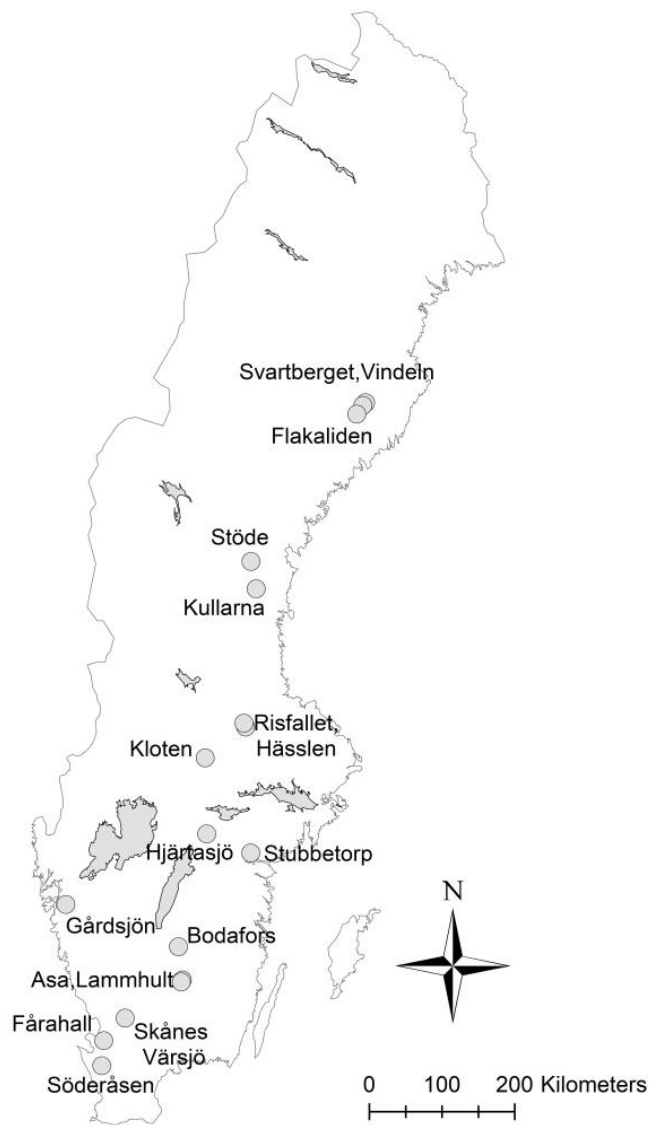 Svartberget,Vindeln
Flakaliden
Stöde
Kullarna
Risfallet,
Hässlen
Kloten
Hjärtasjö
Stubbetorp
N
Gårdsjön
Bodafors
Asa,Lammhult
Fårahall
Skånes
Värsjö
Söderåsen
0 100 200 Kilometers